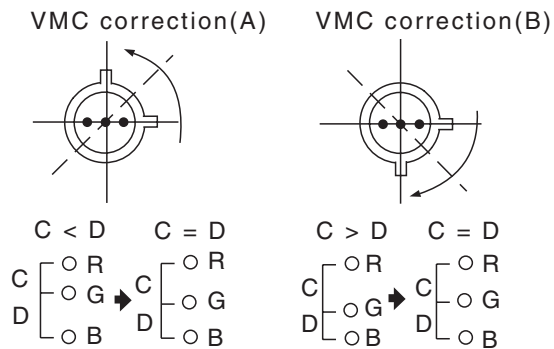 VMC correction(A)
VMC correction(B)
C < D
C = D
C > D
C = D
C
D
R
G
B
C
D
R
G
B
C
D
R
G
B
C
D
R
G
B